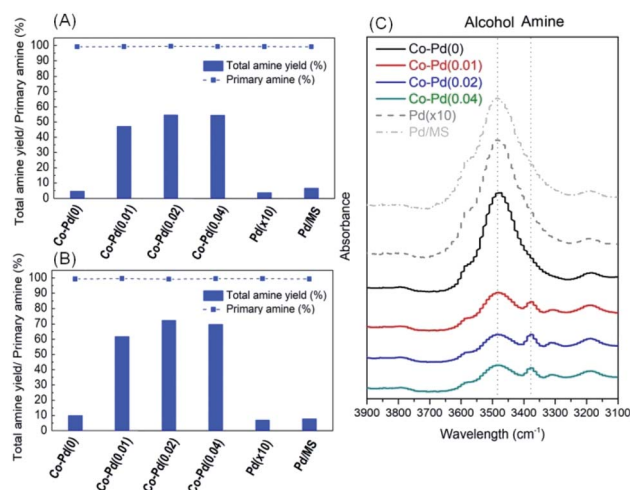 (A)
Total amine yield/ Primary amine (%)
100
90
80
70
60
50
40
30
20
10
0
Total amine yield (%)
Primary amine (%)
Co-Pd(0)
Co-Pd(0.01)
Co-Pd(0.02)
Co-Pd(0.04)
Pd(x10)
Pd/MS
(B)
Total amine yield/ Primary amine (%)
100
90
80
70
60
50
40
30
20
10
0
Total amine yield (%)
Primary amine (%)
Co-Pd(0)
Co-Pd(0.01)
Co-Pd(0.02)
Co-Pd(0.04)
Pd(x10)
Pd/MS
(C)
Alcohol Amine
Co-Pd(0)
Co-Pd(0.01)
Co-Pd(0.02)
Co-Pd(0.04)
Pd(x10)
Pd/MS
Absorbance
3900 3800 3700 3600 3500 3400 3300 3200 3100
Wavelength (cm⁻¹)